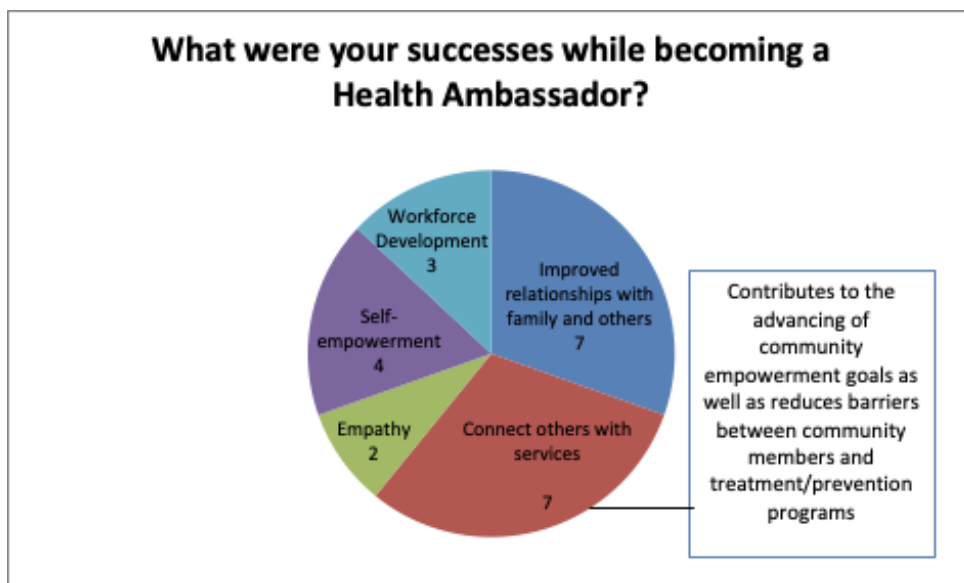 What were your successes while becoming a
Health Ambassador?
Workforce
Development
3
Improved
relationships with
family and others
7
Self-
empowerment
4
Empathy
2
Connect others with
services
7
Contributes to the
advancing of
community
empowerment goals as
well as reduces barriers
between community
members and
treatment/prevention
programs